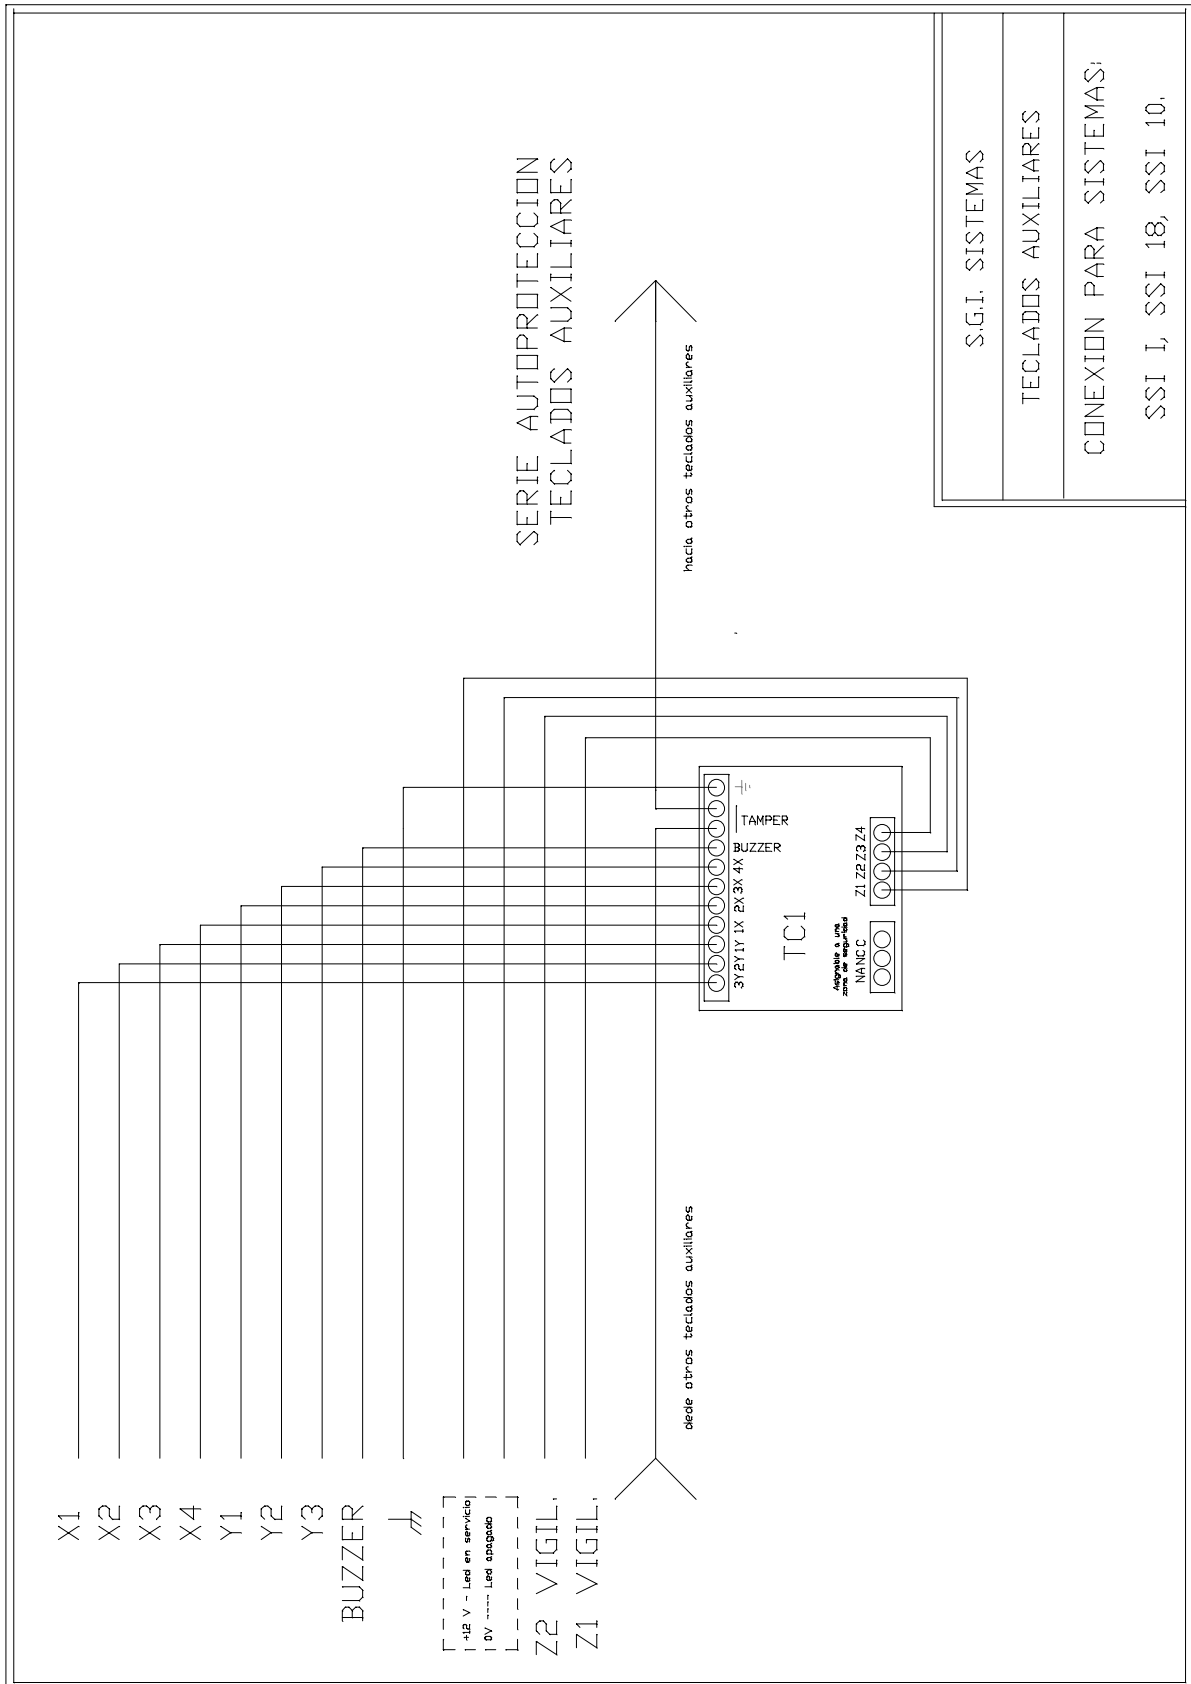 X1
X2
X3
X4
Y1
Y2
Y3
BUZZER
+12 V - Led en servicio
0V ---- Led apagado
Z2 VIGIL.
Z1 VIGIL.
SERIE AUTOPROTECCION
TECLADOS AUXILIARES
dede otros teclados auxiliares
hacia otros teclados auxiliares
3Y 2Y 1Y 1X 2X 3X 4X
BUZZER
TAMPER
TC1
Asignable a una
zona de seguridad
NA NC C
Z1 Z2 Z3 Z4
S.G.I. SISTEMAS
TECLADOS AUXILIARES
CONEXION PARA SISTEMAS:
SSI I, SSI 18, SSI 10.